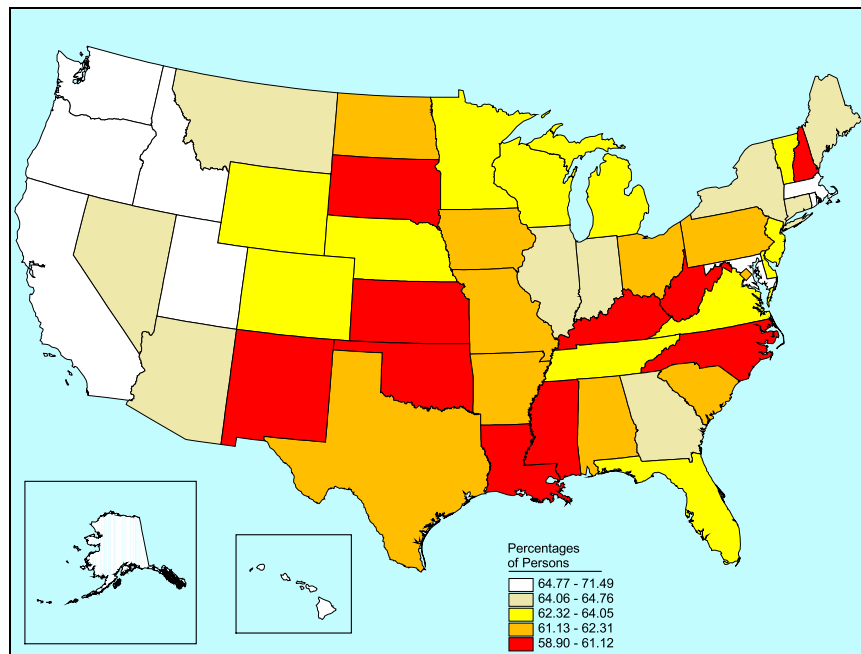 Percentages
of Persons
64.77 - 71.49
64.06 - 64.76
62.32 - 64.05
61.13 - 62.31
58.90 - 61.12